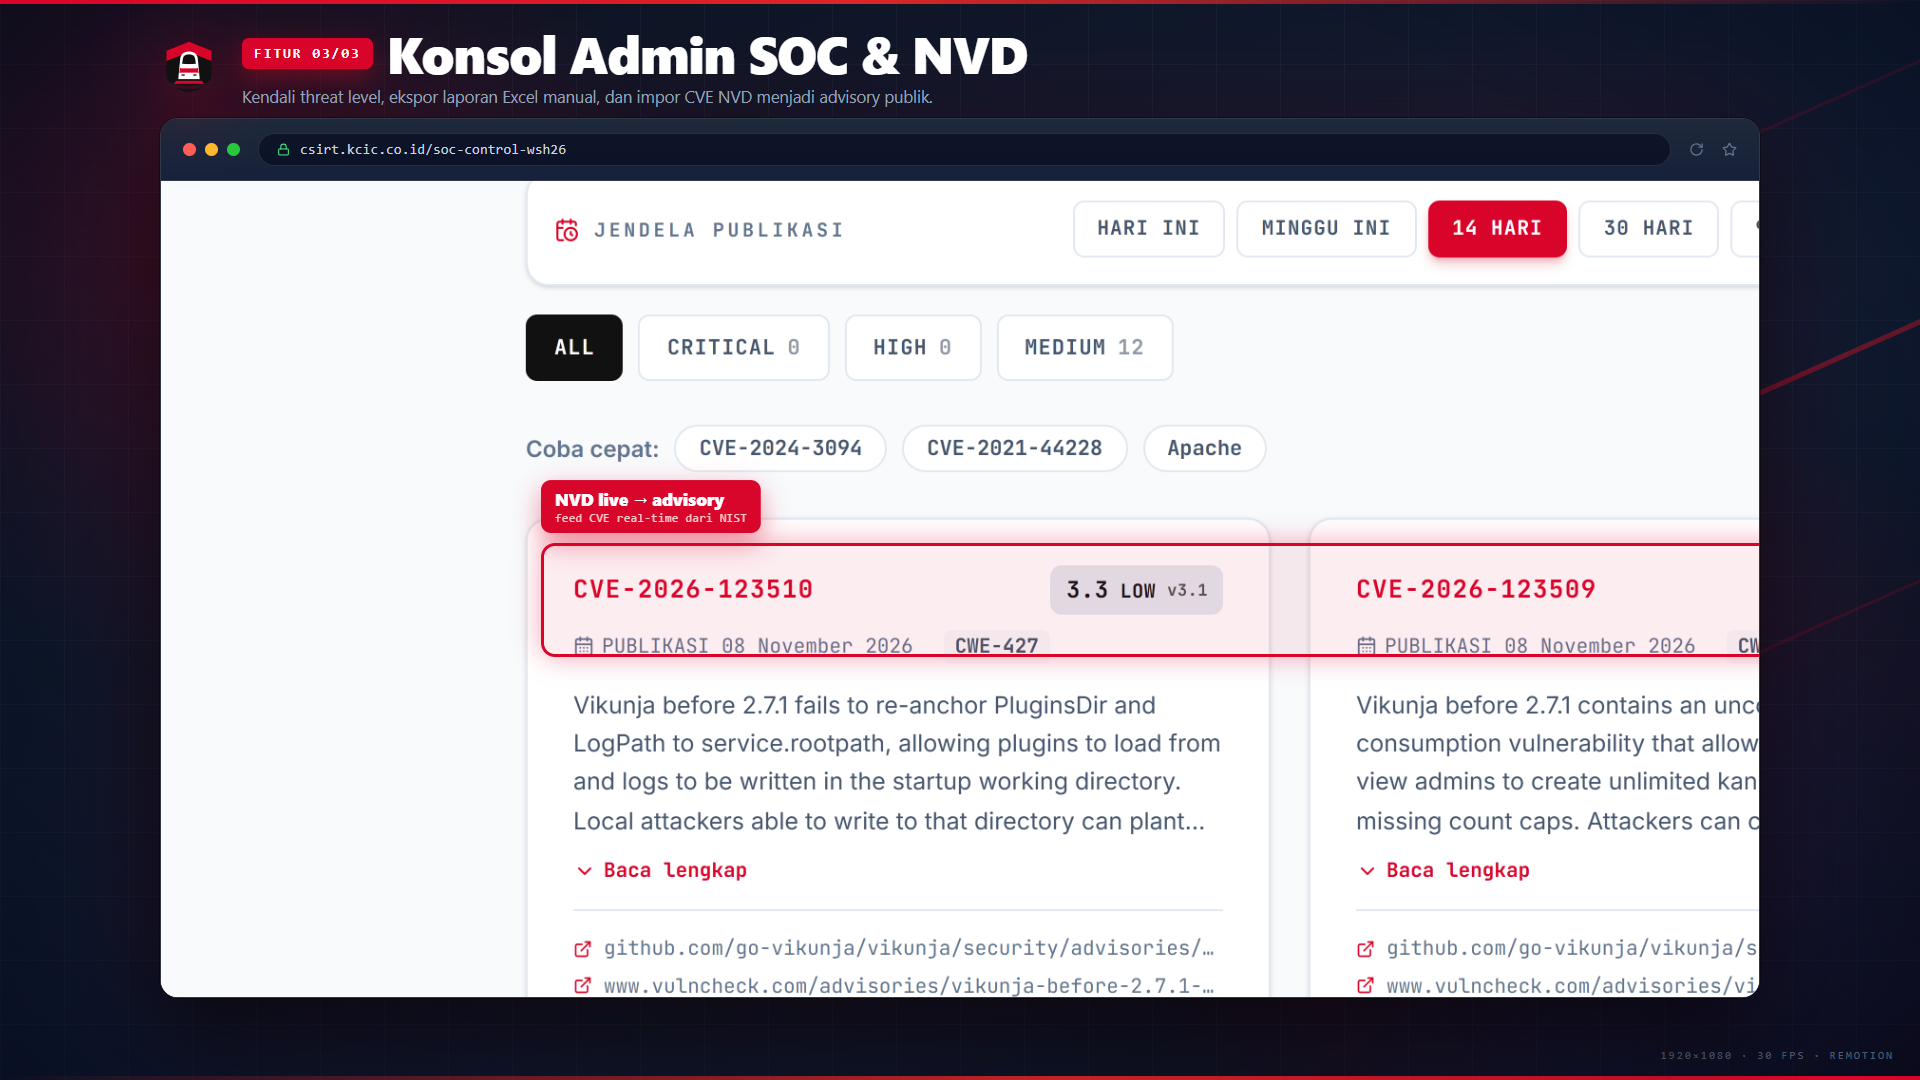 FITUR 03/03
Konsol Admin SOC & NVD
Kendali threat level, ekspor laporan Excel manual, dan impor CVE NVD menjadi advisory publik.
csirt.kcic.co.id/soc-control-wsh26
JENDELA PUBLIKASI
HARI INI
MINGGU INI
14 HARI
30 HARI
ALL
CRITICAL 0
HIGH 0
MEDIUM 12
Coba cepat:
CVE-2024-3094
CVE-2021-44228
Apache
NVD live → advisory
feed CVE real-time dari NIST
CVE-2026-123510
3.3 LOW v3.1
PUBLIKASI 08 November 2026
CWE-427
Vikunja before 2.7.1 fails to re-anchor PluginsDir and
LogPath to service.rootpath, allowing plugins to load from
and logs to be written in the startup working directory.
Local attackers able to write to that directory can plant...
Baca lengkap
github.com/go-vikunja/vikunja/security/advisories/…
www.vulncheck.com/advisories/vikunja-before-2.7.1-…
CVE-2026-123509
PUBLIKASI 08 November 2026
CW
Vikunja before 2.7.1 contains an unc
consumption vulnerability that allow
view admins to create unlimited kan
missing count caps. Attackers can c
Baca lengkap
github.com/go-vikunja/vikunja/s
www.vulncheck.com/advisories/vi
1920×1080 · 30 FPS · REMOTION